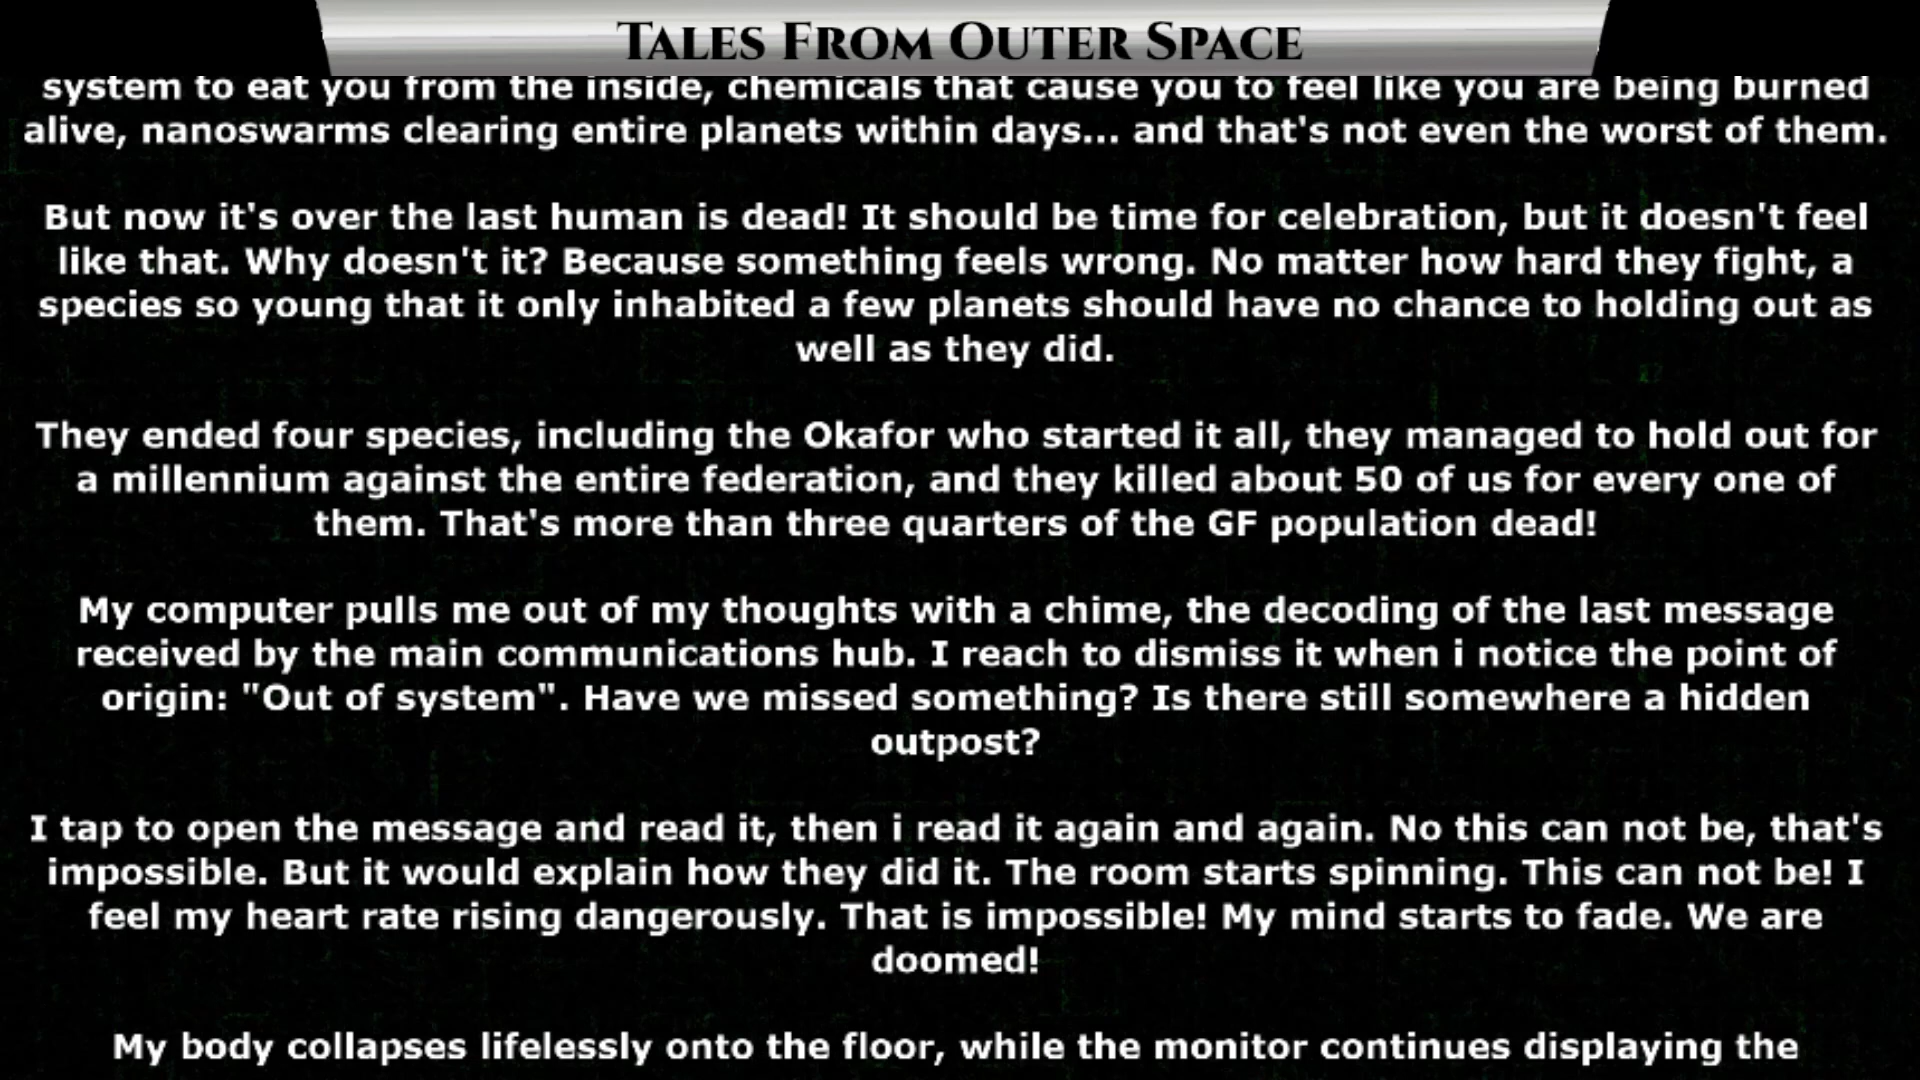 Tales From Outer Space
system to eat you from the inside, chemicals that cause you to feel like you are being burned
alive, nanoswarms clearing entire planets within days... and that's not even the worst of them.
But now it's over the last human is dead! It should be time for celebration, but it doesn't feel
like that. Why doesn't it? Because something feels wrong. No matter how hard they fight, a
species so young that it only inhabited a few planets should have no chance to holding out as
well as they did.
They ended four species, including the Okafor who started it all, they managed to hold out for
a millennium against the entire federation, and they killed about 50 of us for every one of
them. That's more than three quarters of the GF population dead!
My computer pulls me out of my thoughts with a chime, the decoding of the last message
received by the main communications hub. I reach to dismiss it when i notice the point of
origin: "Out of system". Have we missed something? Is there still somewhere a hidden
outpost?
I tap to open the message and read it, then i read it again and again. No this can not be, that's
impossible. But it would explain how they did it. The room starts spinning. This can not be! I
feel my heart rate rising dangerously. That is impossible! My mind starts to fade. We are
doomed!
My body collapses lifelessly onto the floor, while the monitor continues displaying the